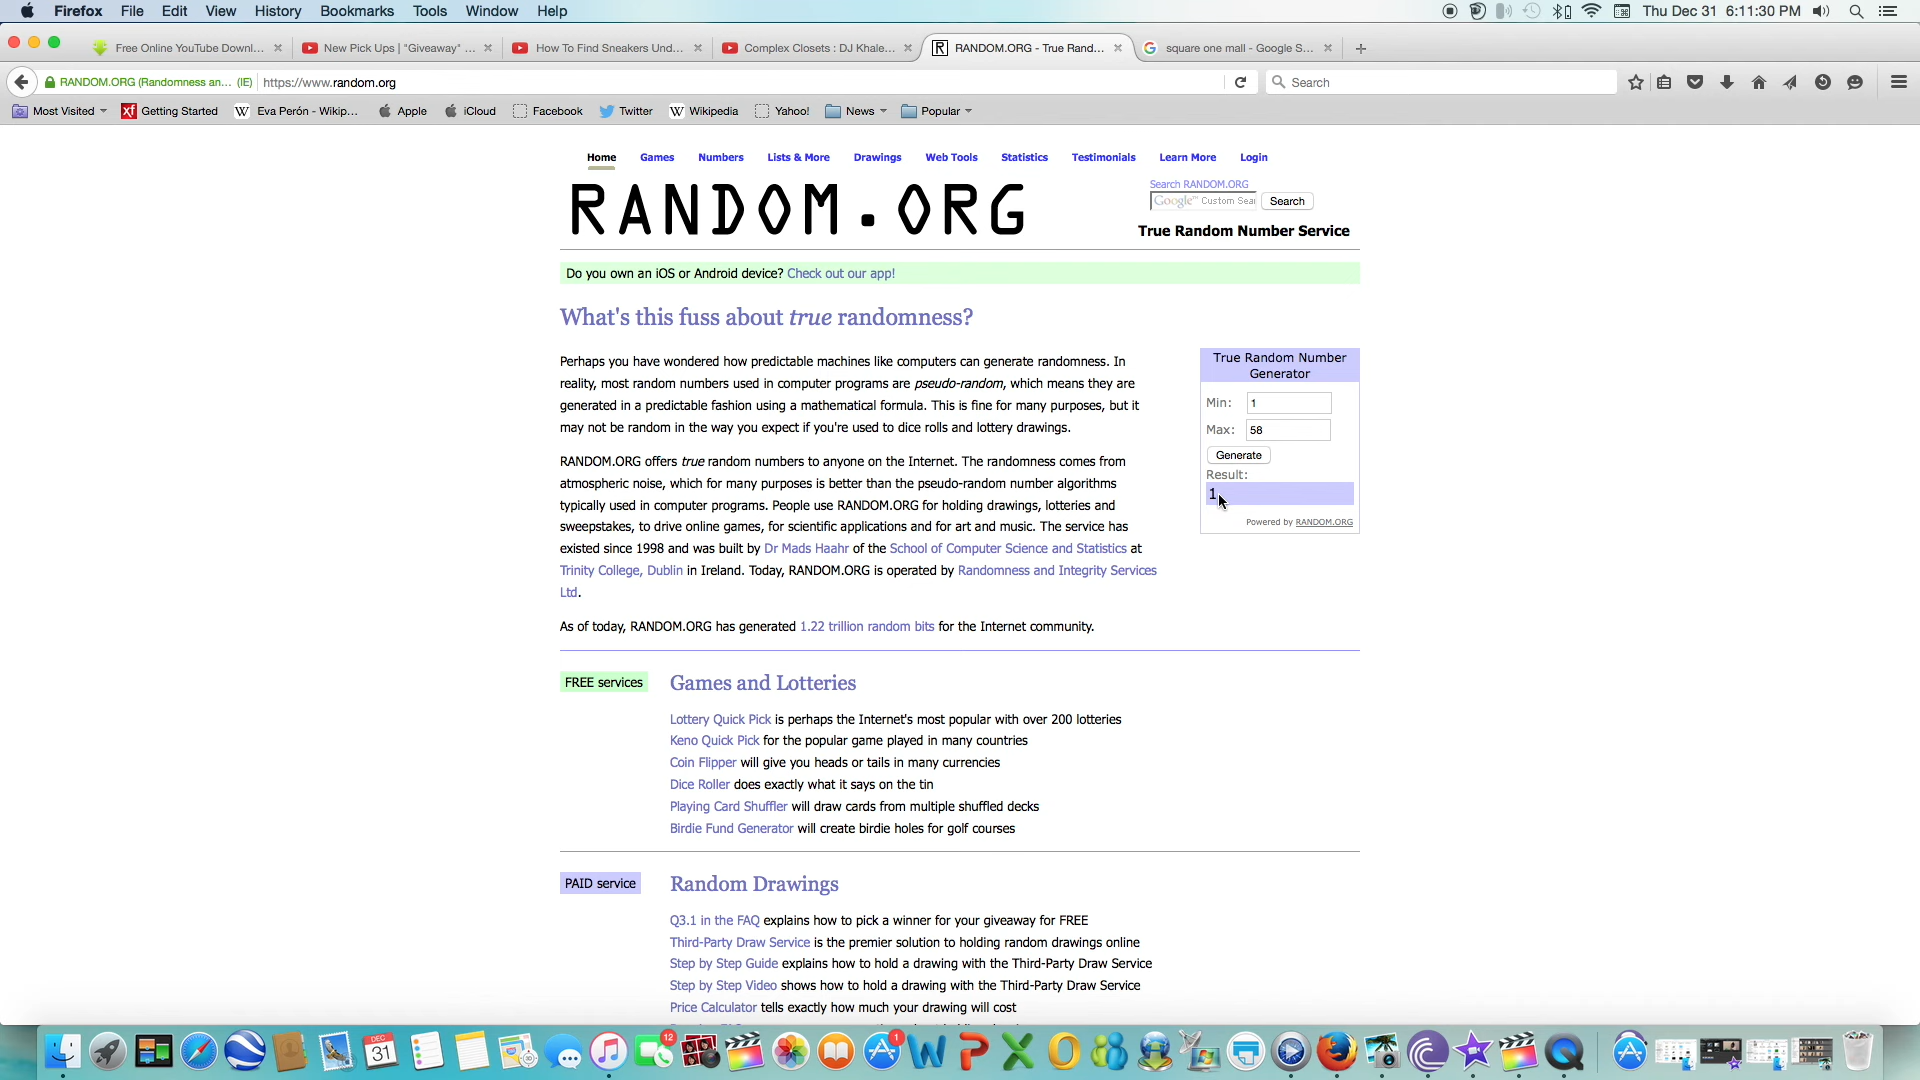 Firefox File Edit View History Bookmarks Tools Window Help Thu Dec 31 6:11:30 PM
Free Online YouTube Downl... New Pick Ups | "Giveaway" ... How To Find Sneakers Und... Complex Closets : DJ Khale... RANDOM.ORG - True Rand... square one mall - Google S...
RANDOM.ORG (Randomness an... (IE) https://www.random.org Search
Most Visited Getting Started Eva Perón - Wikip... Apple iCloud Facebook Twitter Wikipedia Yahoo! News Popular
Home Games Numbers Lists & More Drawings Web Tools Statistics Testimonials Learn More Login
RANDOM.ORG
Search RANDOM.ORG
Google™ Custom Sear Search
True Random Number Service
Do you own an iOS or Android device? Check out our app!
What's this fuss about true randomness?
Perhaps you have wondered how predictable machines like computers can generate randomness. In
reality, most random numbers used in computer programs are pseudo-random, which means they are
generated in a predictable fashion using a mathematical formula. This is fine for many purposes, but it
may not be random in the way you expect if you're used to dice rolls and lottery drawings.
RANDOM.ORG offers true random numbers to anyone on the Internet. The randomness comes from
atmospheric noise, which for many purposes is better than the pseudo-random number algorithms
typically used in computer programs. People use RANDOM.ORG for holding drawings, lotteries and
sweepstakes, to drive online games, for scientific applications and for art and music. The service has
existed since 1998 and was built by Dr Mads Haahr of the School of Computer Science and Statistics at
Trinity College, Dublin in Ireland. Today, RANDOM.ORG is operated by Randomness and Integrity Services
Ltd.
As of today, RANDOM.ORG has generated 1.22 trillion random bits for the Internet community.
True Random Number
Generator
Min: 1
Max: 58
Generate
Result:
1
Powered by RANDOM.ORG
FREE services
Games and Lotteries
Lottery Quick Pick is perhaps the Internet's most popular with over 200 lotteries
Keno Quick Pick for the popular game played in many countries
Coin Flipper will give you heads or tails in many currencies
Dice Roller does exactly what it says on the tin
Playing Card Shuffler will draw cards from multiple shuffled decks
Birdie Fund Generator will create birdie holes for golf courses
PAID service
Random Drawings
Q3.1 in the FAQ explains how to pick a winner for your giveaway for FREE
Third-Party Draw Service is the premier solution to holding random drawings online
Step by Step Guide explains how to hold a drawing with the Third-Party Draw Service
Step by Step Video shows how to hold a drawing with the Third-Party Draw Service
Price Calculator tells exactly how much your drawing will cost
DEC
31
12
1